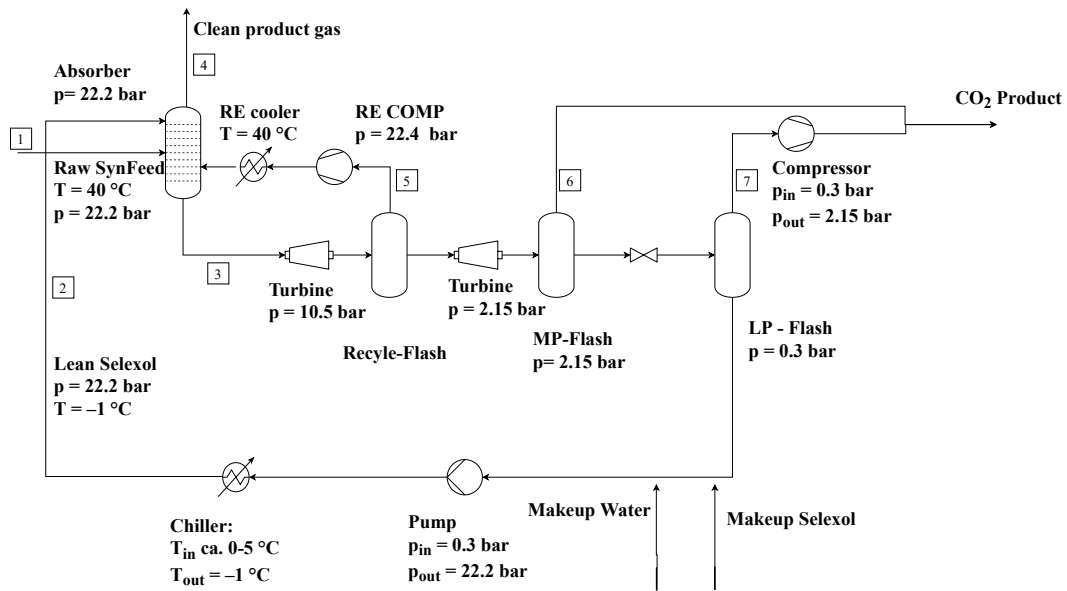 Clean product gas
4
Absorber
p= 22.2 bar
RE cooler
T = 40 °C
RE COMP
p = 22.4 bar
CO2 Product
1
Raw SynFeed
T = 40 °C
p = 22.2 bar
5
6
7
Compressor
pin = 0.3 bar
pout = 2.15 bar
3
2
Turbine
p = 10.5 bar
Turbine
p = 2.15 bar
Recyle-Flash
MP-Flash
p= 2.15 bar
LP - Flash
p = 0.3 bar
Lean Selexol
p = 22.2 bar
T = –1 °C
Chiller:
Tin ca. 0-5 °C
Tout = –1 °C
Pump
pin = 0.3 bar
pout = 22.2 bar
Makeup Water
Makeup Selexol